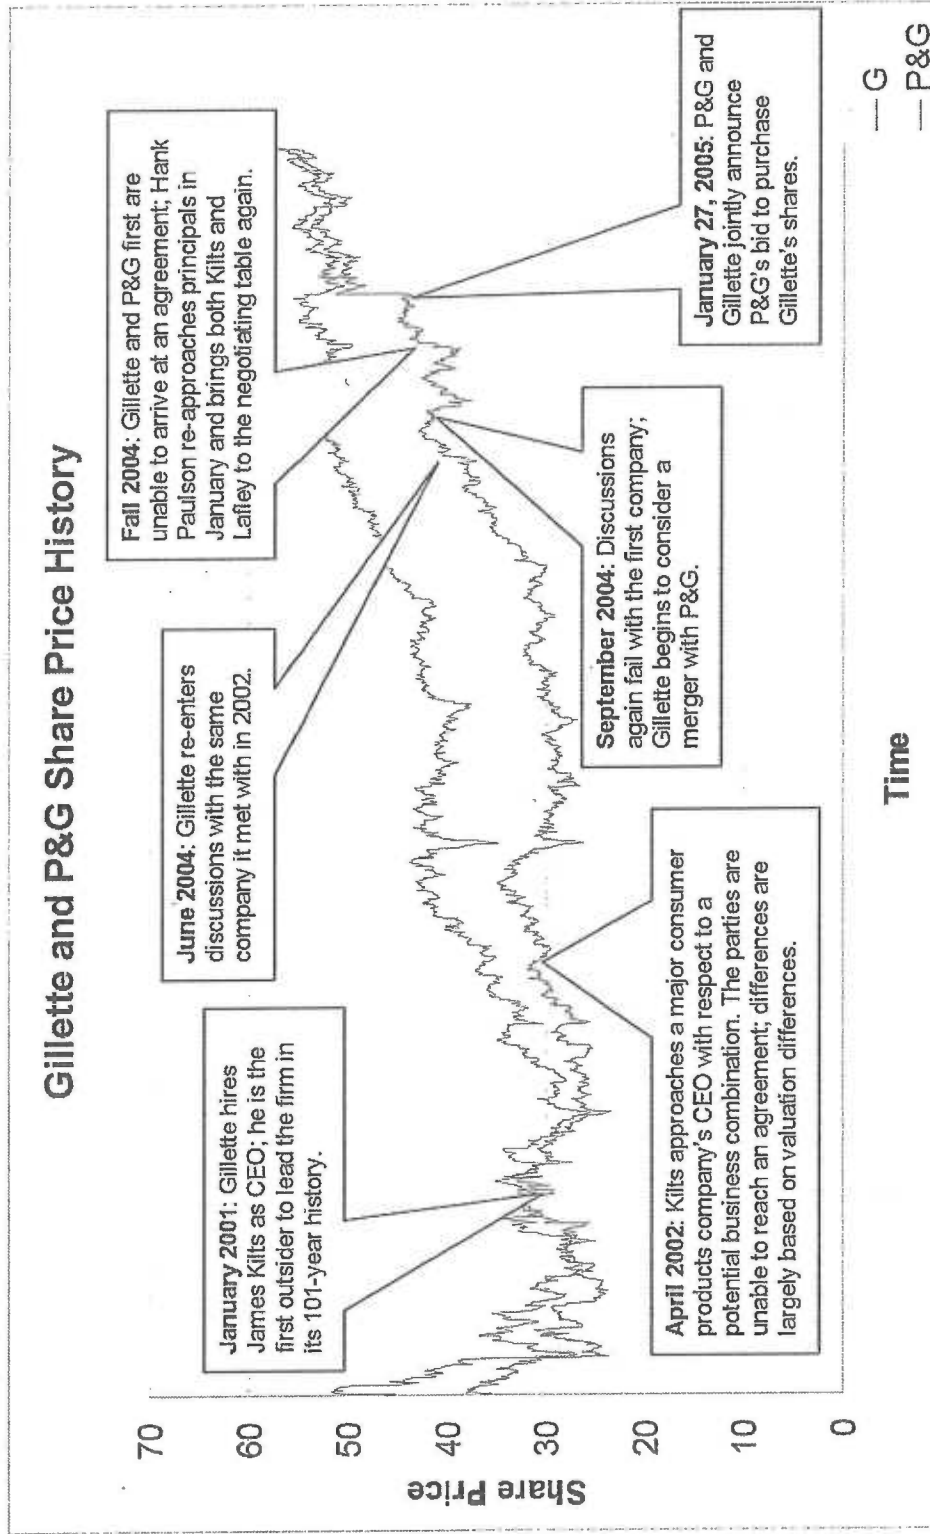 Gillette and P&G Share Price History
Fall 2004: Gillette and P&G first are
unable to arrive at an agreement; Hank
Paulson re-approaches principals in
January and brings both Kilts and
Lafley to the negotiating table again.
June 2004: Gillette re-enters
discussions with the same
company it met with in 2002.
January 2001: Gillette hires
James Kilts as CEO; he is the
first outsider to lead the firm in
its 101-year history.
70
60
50
40
30
20
10
0
Share Price
April 2002: Kilts approaches a major consumer
products company's CEO with respect to a
potential business combination. The parties are
unable to reach an agreement; differences are
largely based on valuation differences.
September 2004: Discussions
again fail with the first company;
Gillette begins to consider a
merger with P&G.
January 27, 2005: P&G and
Gillette jointly announce
P&G's bid to purchase
Gillette's shares.
Time
G
P&G